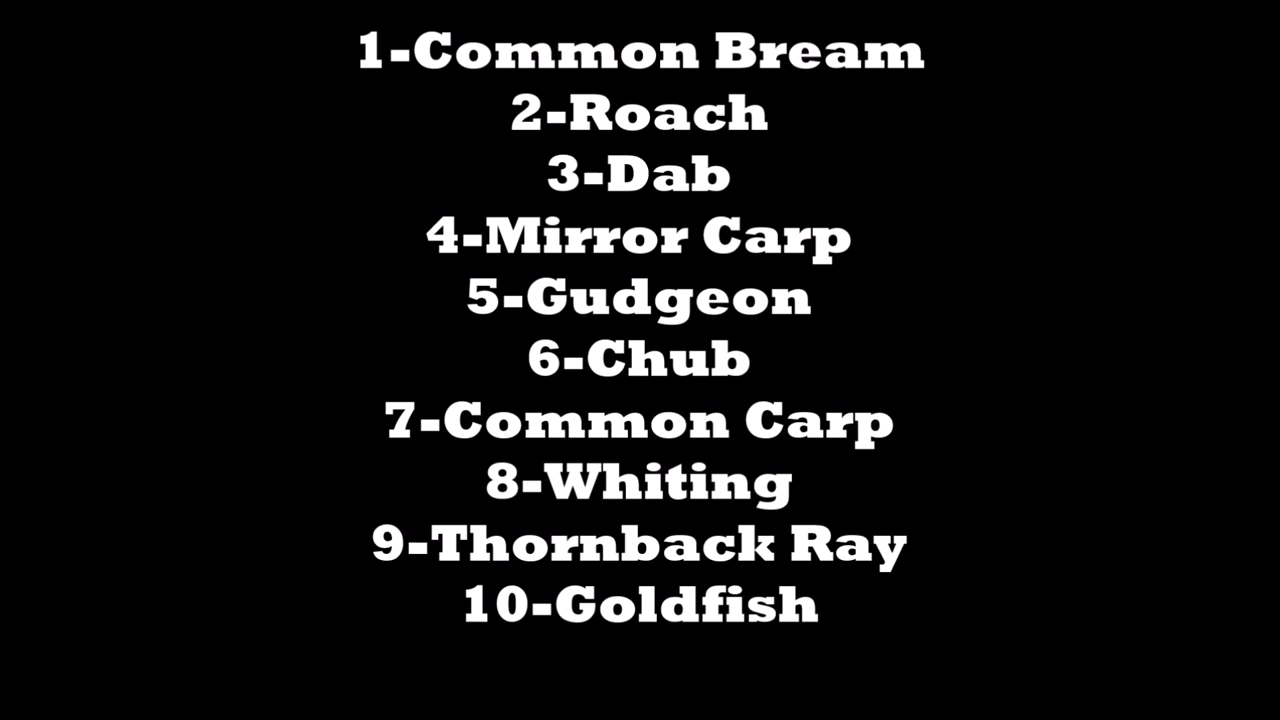 1-Common Bream
2-Roach
3-Dab
4-Mirror Carp
5-Gudgeon
6-Chub
7-Common Carp
8-Whiting
9-Thornback Ray
10-Goldfish